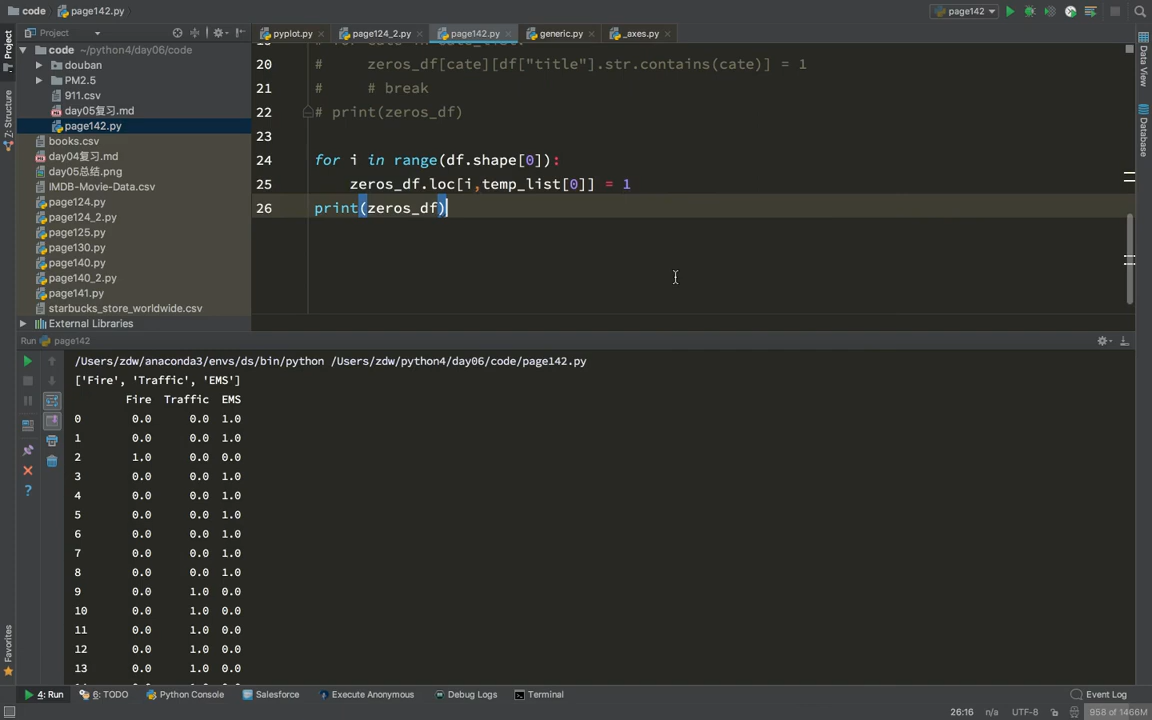 code page142.py
page142
Project
pyplot.py page124_2.py page142.py generic.py _axes.py
code ~/python4/day06/code
douban
PM2.5
911.csv
day05复习.md
page142.py
books.csv
day04复习.md
day05总结.png
IMDB-Movie-Data.csv
page124.py
page124_2.py
page125.py
page130.py
page140.py
page140_2.py
page141.py
starbucks_store_worldwide.csv
External Libraries
Project
Z: Structure
Favorites
Data View
Database
20 #     zeros_df[cate][df["title"].str.contains(cate)] = 1
21 #     # break
22 # print(zeros_df)
23
24 for i in range(df.shape[0]):
25     zeros_df.loc[i,temp_list[0]] = 1
26 print(zeros_df)
Run page142
/Users/zdw/anaconda3/envs/ds/bin/python /Users/zdw/python4/day06/code/page142.py
['Fire', 'Traffic', 'EMS']
Fire Traffic EMS
0 0.0 0.0 1.0
1 0.0 0.0 1.0
2 1.0 0.0 0.0
3 0.0 0.0 1.0
4 0.0 0.0 1.0
5 0.0 0.0 1.0
6 0.0 0.0 1.0
7 0.0 0.0 1.0
8 0.0 0.0 1.0
9 0.0 1.0 0.0
10 0.0 1.0 0.0
11 0.0 1.0 0.0
12 0.0 1.0 0.0
13 0.0 1.0 0.0
4: Run 6: TODO Python Console Salesforce Execute Anonymous Debug Logs Terminal Event Log
26:16 n/a UTF-8 958 of 1466M